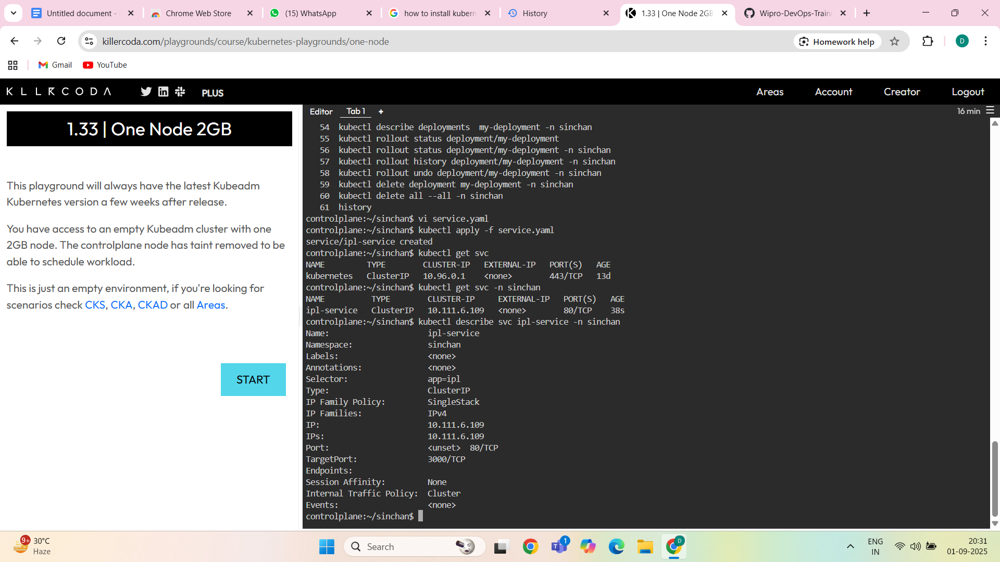 Untitled document -
Chrome Web Store
(15) WhatsApp
how to install kubern
History
1.33 | One Node 2GB
Wipro-DevOps-Traini
killercoda.com/playgrounds/course/kubernetes-playgrounds/one-node
Homework help
D
Gmail
YouTube
KLLRCODA
PLUS
Areas
Account
Creator
Logout
1.33 | One Node 2GB
This playground will always have the latest Kubeadm
Kubernetes version a few weeks after release.
You have access to an empty Kubeadm cluster with one
2GB node. The controlplane node has taint removed to be
able to schedule workload.
This is just an empty environment, if you're looking for
scenarios check CKS, CKA, CKAD or all Areas.
START
Editor
Tab 1
+
16 min
54 kubectl describe deployments  my-deployment -n sinchan
55 kubectl rollout status deployment/my-deployment
56 kubectl rollout status deployment/my-deployment -n sinchan
57 kubectl rollout history deployment/my-deployment -n sinchan
58 kubectl rollout undo deployment/my-deployment -n sinchan
59 kubectl delete deployment my-deployment -n sinchan
60 kubectl delete all --all -n sinchan
61 history
controlplane:~/sinchan$ vi service.yaml
controlplane:~/sinchan$ kubectl apply -f service.yaml
service/ipl-service created
controlplane:~/sinchan$ kubectl get svc
NAME         TYPE        CLUSTER-IP   EXTERNAL-IP   PORT(S)   AGE
kubernetes   ClusterIP   10.96.0.1    <none>        443/TCP   13d
controlplane:~/sinchan$ kubectl get svc -n sinchan
NAME          TYPE        CLUSTER-IP     EXTERNAL-IP   PORT(S)   AGE
ipl-service   ClusterIP   10.111.6.109   <none>        80/TCP    38s
controlplane:~/sinchan$ kubectl describe svc ipl-service -n sinchan
Name:                     ipl-service
Namespace:                sinchan
Labels:                   <none>
Annotations:              <none>
Selector:                 app=ipl
Type:                     ClusterIP
IP Family Policy:         SingleStack
IP Families:              IPv4
IP:                       10.111.6.109
IPs:                      10.111.6.109
Port:                     <unset>  80/TCP
TargetPort:               3000/TCP
Endpoints:
Session Affinity:         None
Internal Traffic Policy:  Cluster
Events:                   <none>
controlplane:~/sinchan$
9+
30°C
Haze
Search
1
D
ENG
IN
20:31
01-09-2025